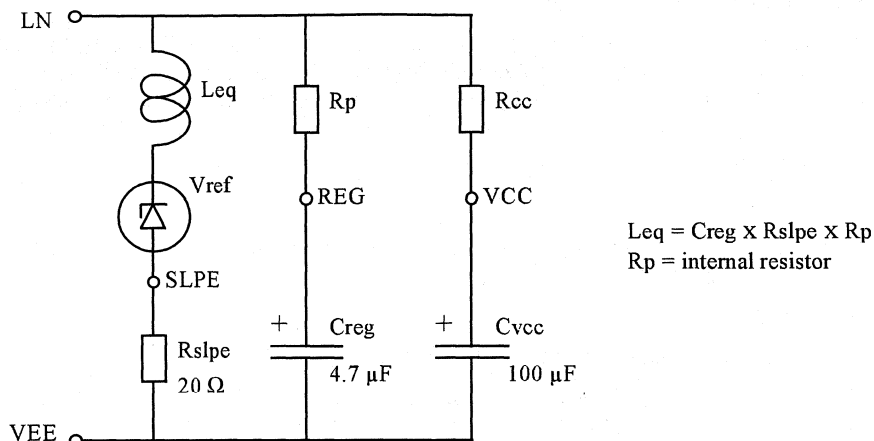 LN
Leq
Rp
Rcc
Vref
REG
VCC
SLPE
Leq = Creg x Rslpe x Rp
Rp = internal resistor
+ Creg
+ Cvcc
Rslpe
4.7 µF
100 µF
20 Ω
VEE